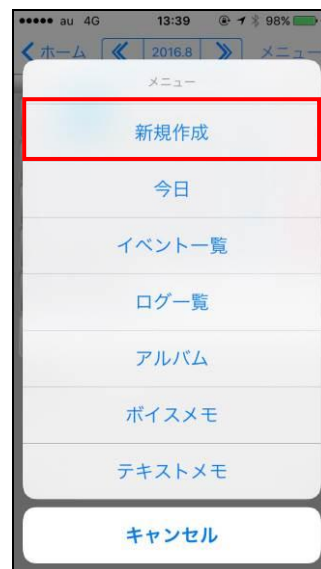 au 4G 13:39 98%
ホーム 2016.8 メニュー
メニュー
新規作成
今日
イベント一覧
ログ一覧
アルバム
ボイスメモ
テキストメモ
キャンセル